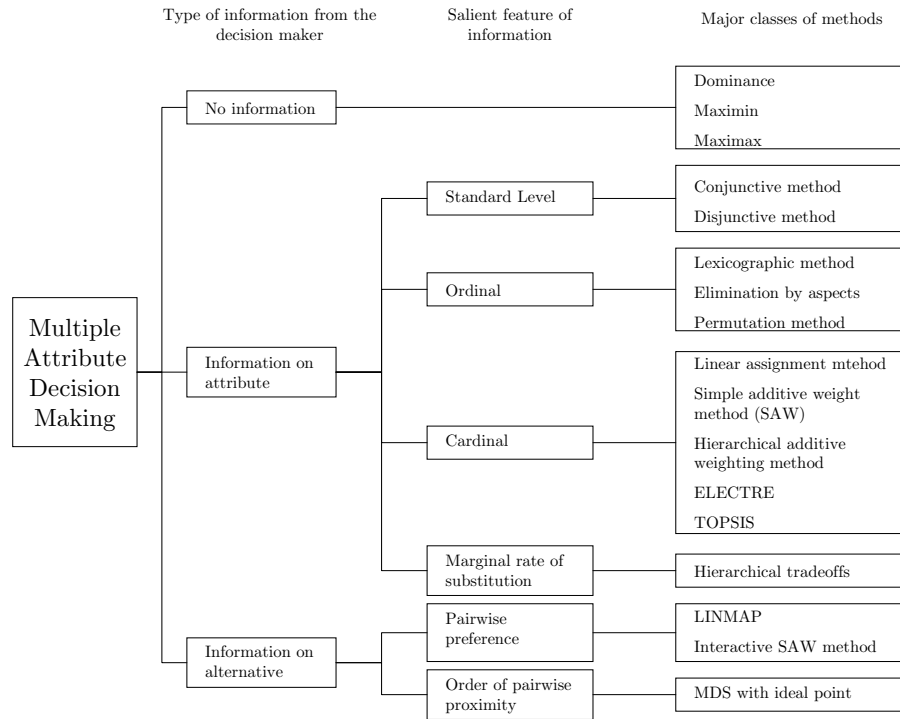 Type of information from the
decision maker
Salient feature of
information
Major classes of methods
No information
Dominance
Maximin
Maximax
Multiple
Attribute
Decision
Making
Information on
attribute
Standard Level
Conjunctive method
Disjunctive method
Ordinal
Lexicographic method
Elimination by aspects
Permutation method
Cardinal
Linear assignment mtehod
Simple additive weight
method (SAW)
Hierarchical additive
weighting method
ELECTRE
TOPSIS
Marginal rate of
substitution
Hierarchical tradeoffs
Information on
alternative
Pairwise
preference
LINMAP
Interactive SAW method
Order of pairwise
proximity
MDS with ideal point